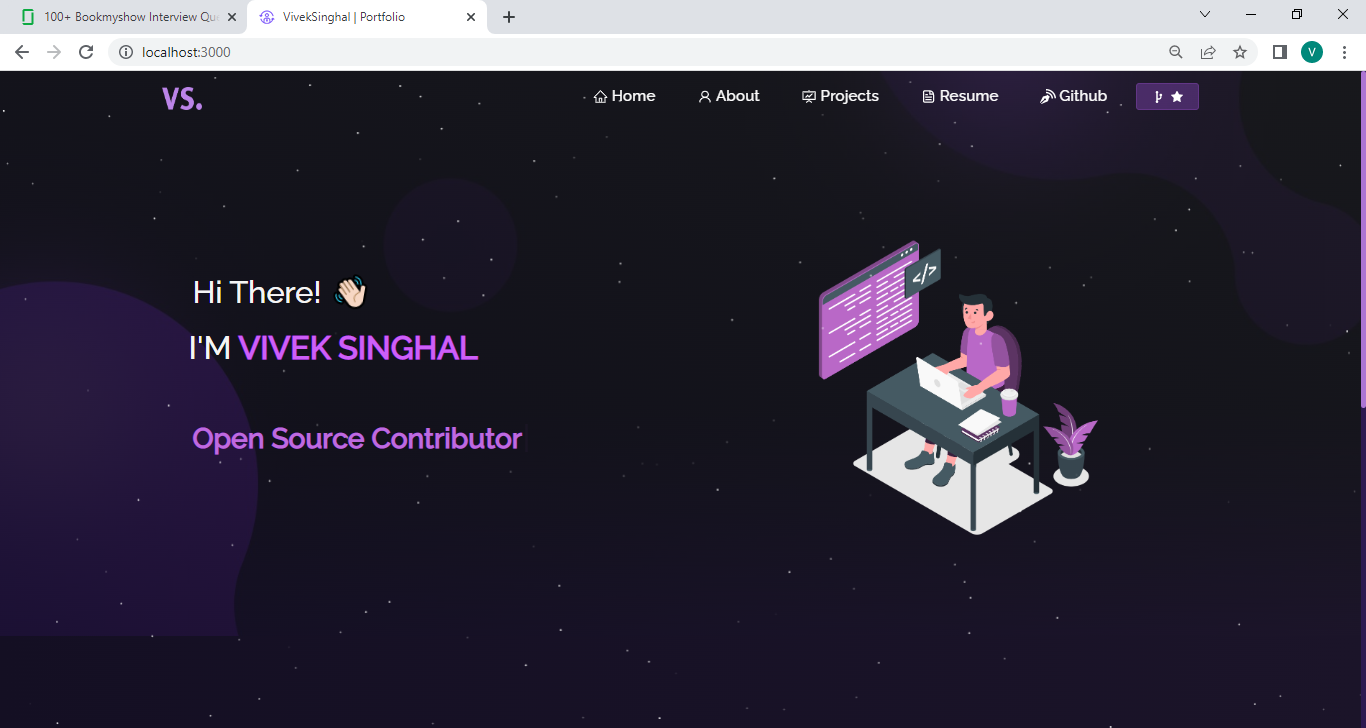 100+ Bookmyshow Interview Qu
VivekSinghal | Portfolio
localhost:3000
V
VS.
Home
About
Projects
Resume
Github
Hi There!
I'M VIVEK SINGHAL
Open Source Contributor
</>